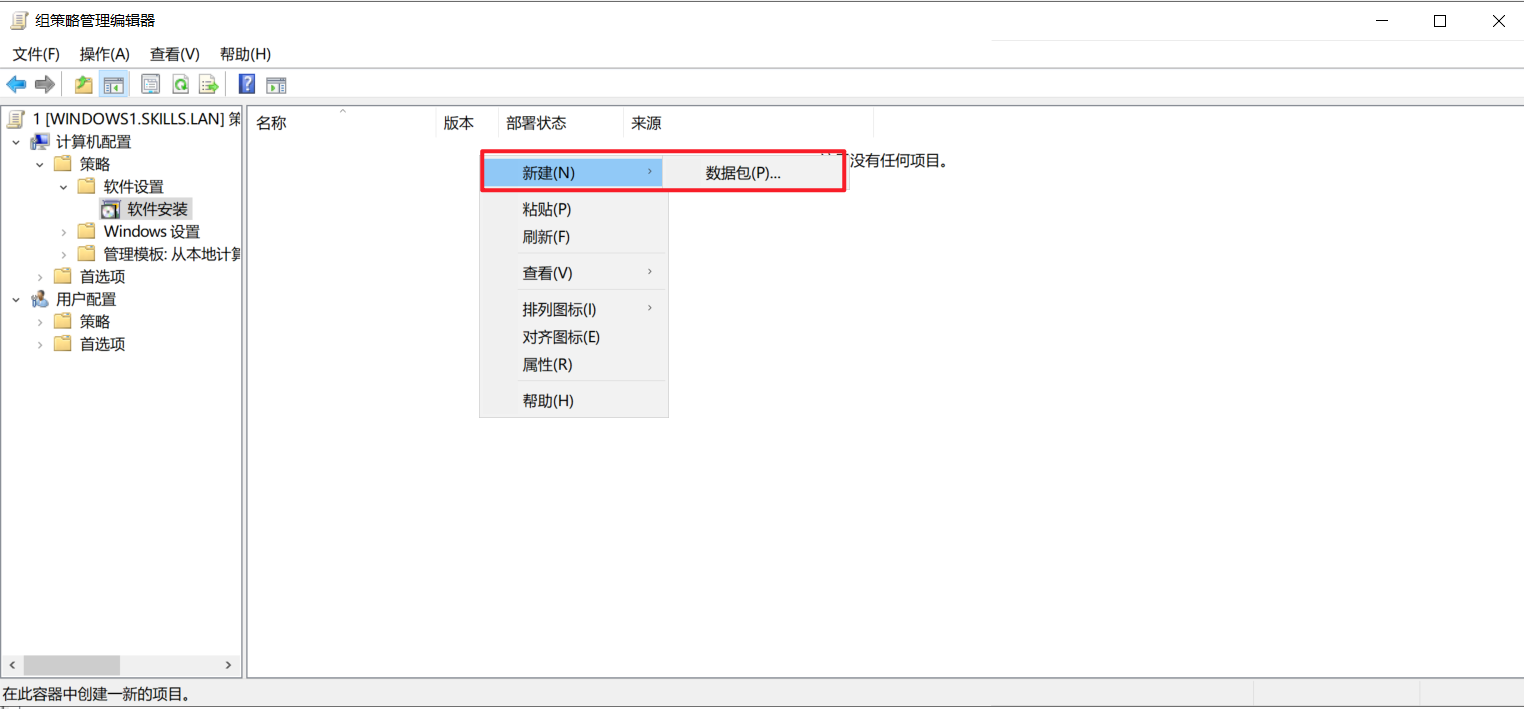 组策略管理编辑器
文件(F) 操作(A) 查看(V) 帮助(H)
1 [WINDOWS1.SKILLS.LAN] 策
计算机配置
策略
软件设置
软件安装
Windows 设置
管理模板: 从本地计算
首选项
用户配置
策略
首选项
名称 版本 部署状态 来源
没有任何项目。
新建(N)
数据包(P)...
粘贴(P)
刷新(F)
查看(V)
排列图标(I)
对齐图标(E)
属性(R)
帮助(H)
在此容器中创建一新的项目。